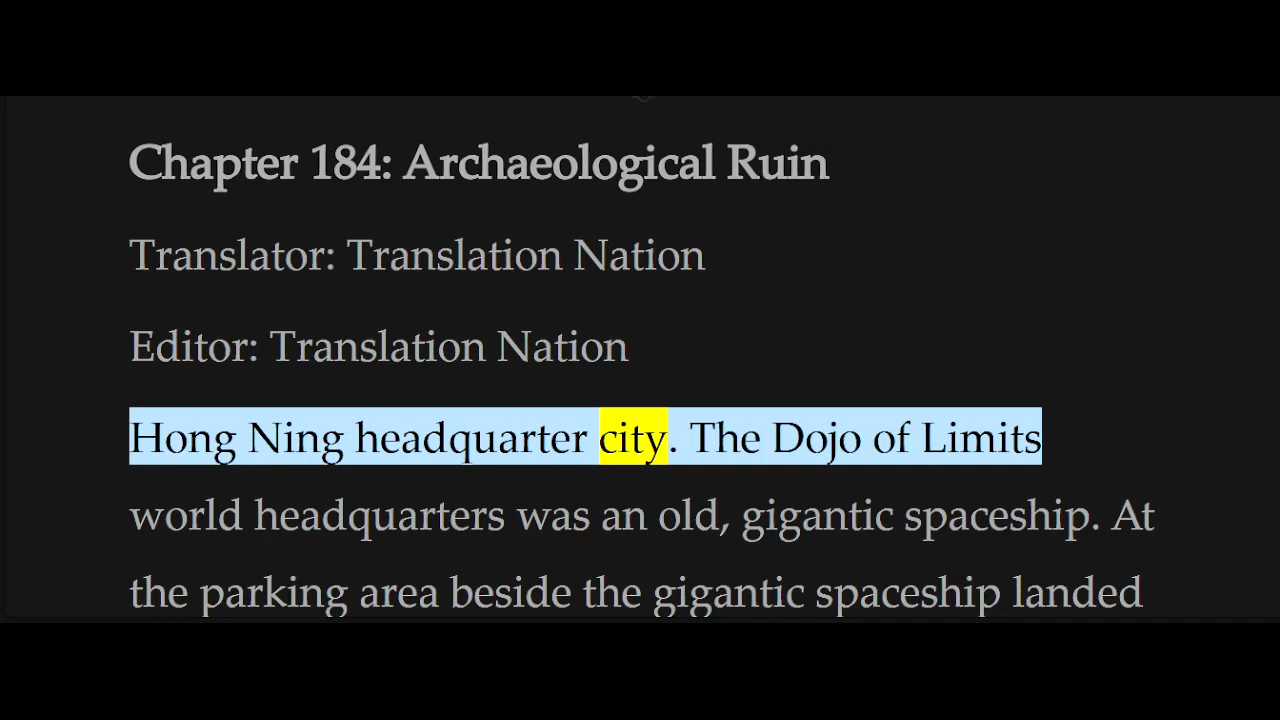 Chapter 184: Archaeological Ruin
Translator: Translation Nation
Editor: Translation Nation
Hong Ning headquarter city. The Dojo of Limits
world headquarters was an old, gigantic spaceship. At
the parking area beside the gigantic spaceship landed